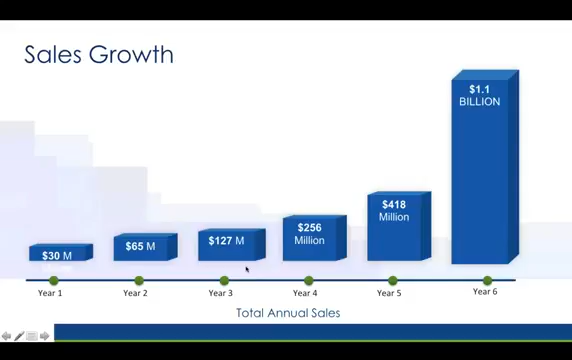 Sales Growth
$1.1
BILLION
$418
Million
$256
Million
$127 M
$65 M
$30 M
Year 1
Year 2
Year 3
Year 4
Year 5
Year 6
Total Annual Sales